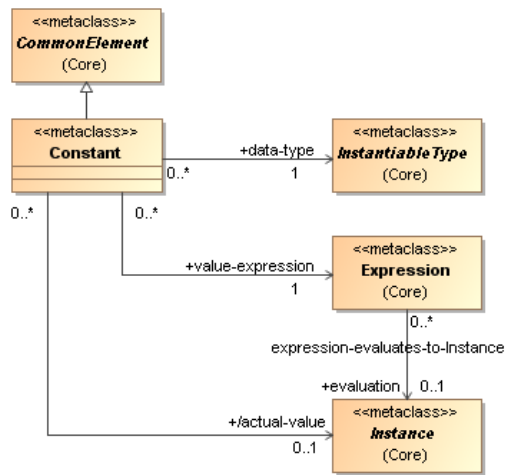 <<metaclass>>
CommonElement
(Core)
<<metaclass>>
Constant
<<metaclass>>
InstantiableType
(Core)
+data-type
0..*
1
0..*
0..*
+value-expression
1
<<metaclass>>
Expression
(Core)
0..*
expression-evaluates-to-Instance
+evaluation
0..1
+/actual-value
0..1
<<metaclass>>
Instance
(Core)